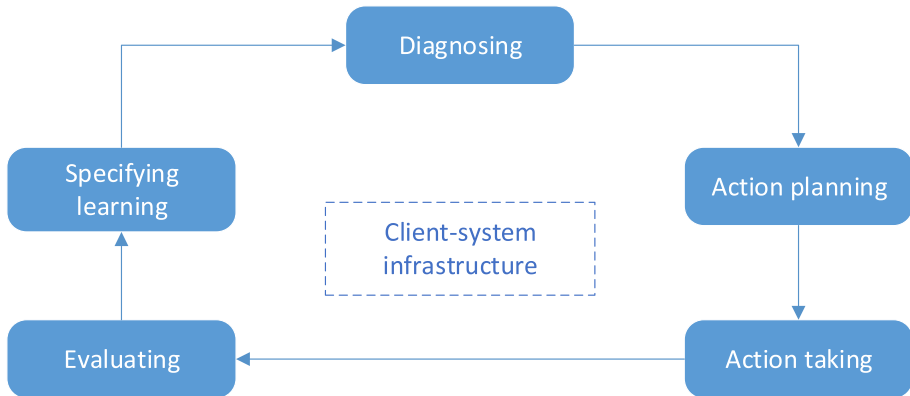 Diagnosing
Specifying
learning
Action planning
Client-system
infrastructure
Evaluating
Action taking